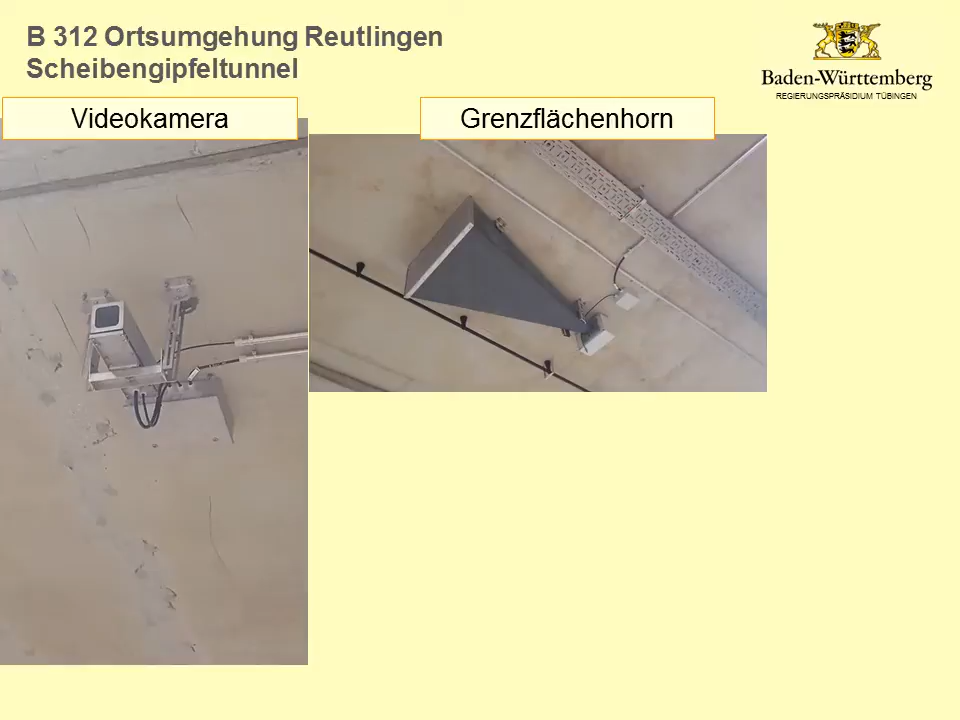 B 312 Ortsumgehung Reutlingen
Scheibengipfeltunnel
Baden-Württemberg
REGIERUNGSPRÄSIDIUM TÜBINGEN
Videokamera
Grenzflächenhorn